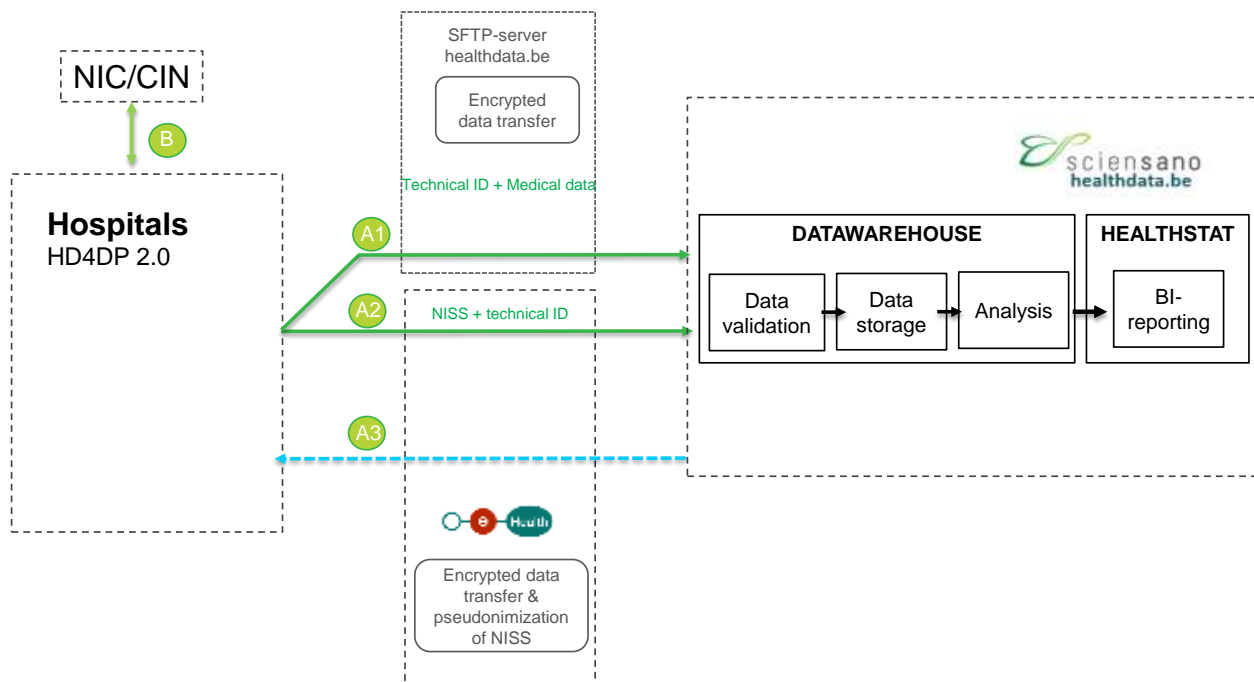 NIC/CIN
B
Hospitals
HD4DP 2.0
SFTP-server
healthdata.be
Encrypted
data transfer
Technical ID + Medical data
A1
A2
NISS + technical ID
A3
e
Health
Encrypted data
transfer &
pseudonimization
of NISS
sciensano
healthdata.be
DATAWAREHOUSE
Data
validation
Data
storage
Analysis
HEALTHSTAT
BI-
reporting